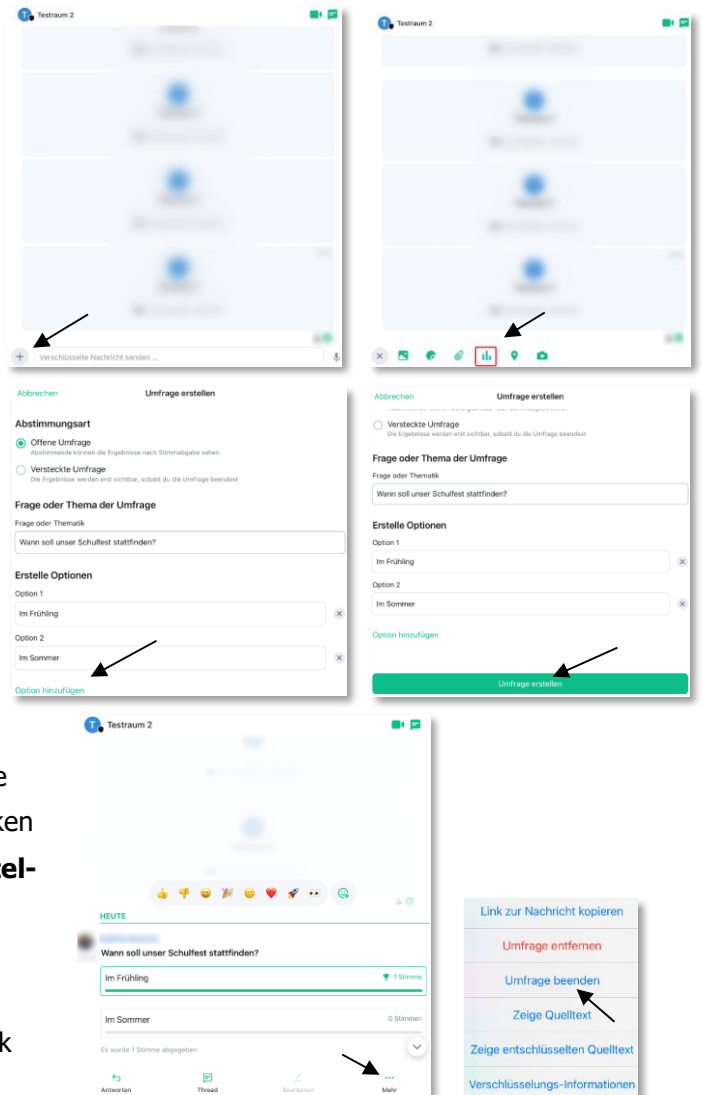 Testraum 2
Verschlüsselte Nachricht senden ...
Testraum 2
Abbrechen Umfrage erstellen
Abstimmungsart
Offene Umfrage
Abstimmende können die Ergebnisse nach Stimmabgabe sehen
Versteckte Umfrage
Die Ergebnisse werden erst sichtbar, sobald du die Umfrage beendest
Frage oder Thema der Umfrage
Frage oder Thematik
Wann soll unser Schulfest stattfinden?
Erstelle Optionen
Option 1
Im Frühling
Option 2
Im Sommer
Option hinzufügen
Abbrechen Umfrage erstellen
Versteckte Umfrage
Die Ergebnisse werden erst sichtbar, sobald du die Umfrage beendest
Frage oder Thema der Umfrage
Frage oder Thematik
Wann soll unser Schulfest stattfinden?
Erstelle Optionen
Option 1
Im Frühling
Option 2
Im Sommer
Option hinzufügen
Umfrage erstellen
e
ken
tel-
k
Testraum 2
HEUTE
Wann soll unser Schulfest stattfinden?
Im Frühling 1 Stimme
Im Sommer 0 Stimmen
Es wurde 1 Stimme abgegeben
Antworten Thread Bearbeiten Mehr
Link zur Nachricht kopieren
Umfrage entfernen
Umfrage beenden
Zeige Quelltext
Zeige entschlüsselten Quelltext
Verschlüsselungs-Informationen